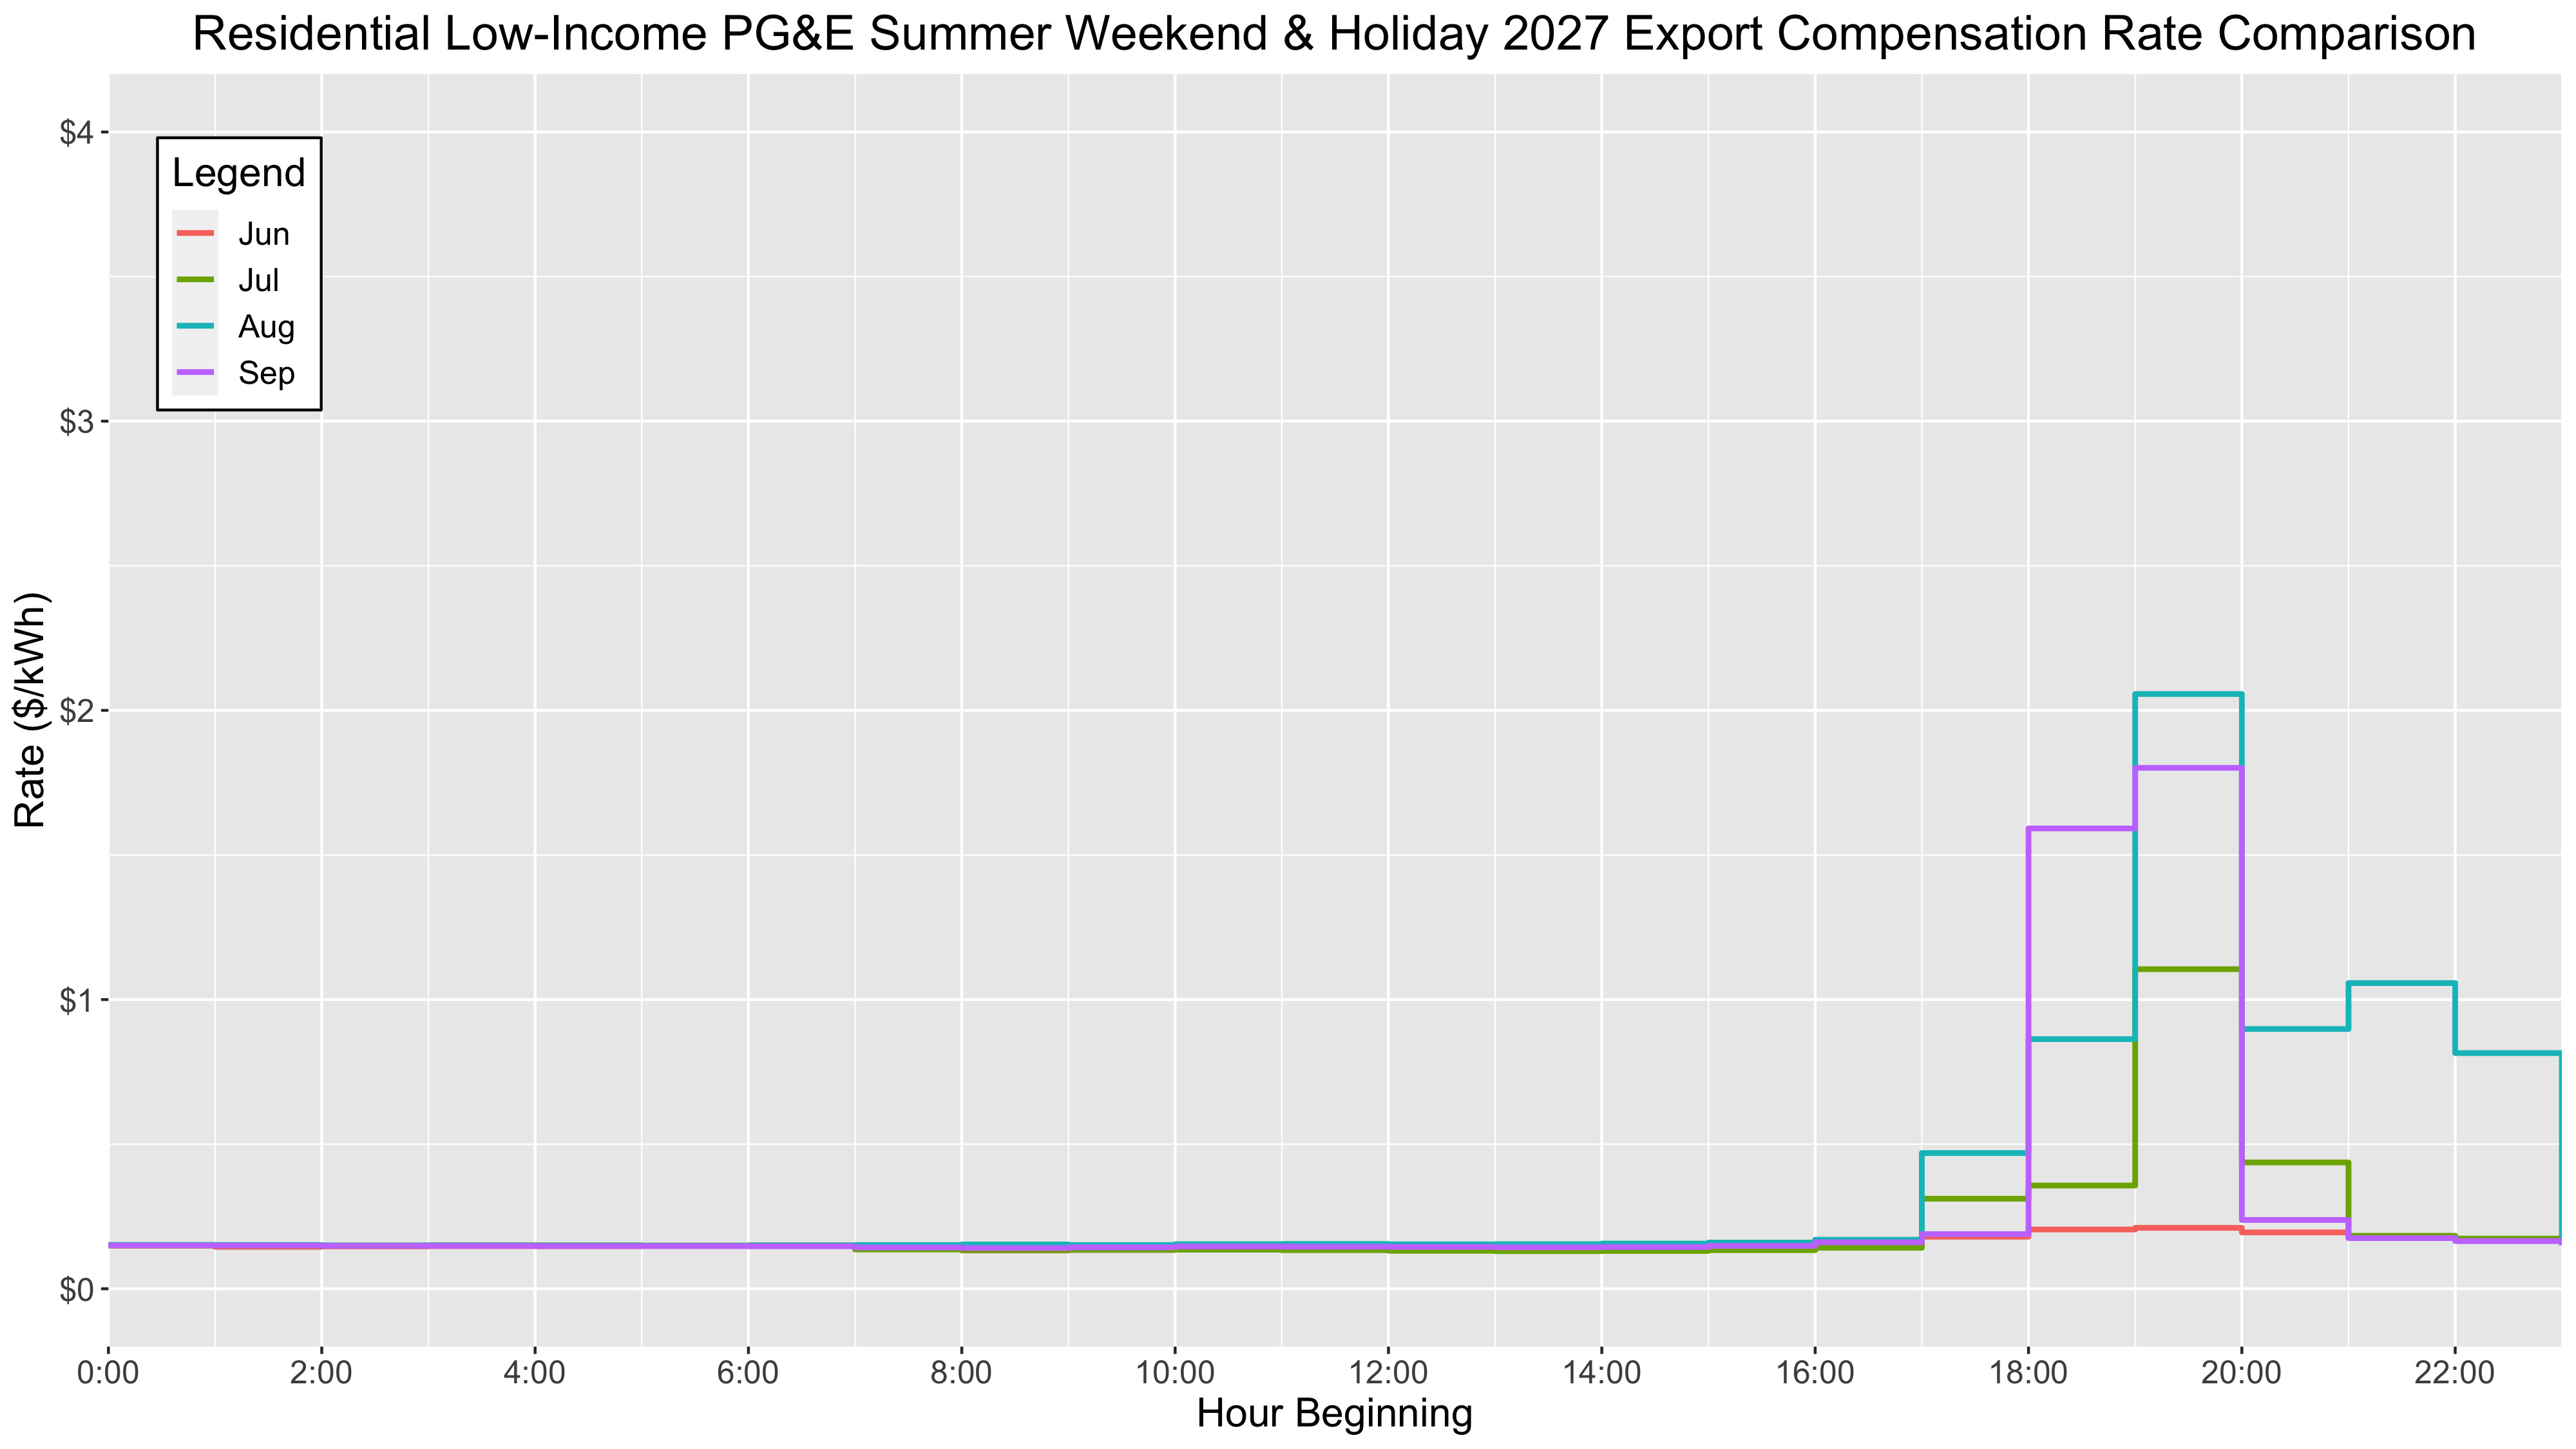 Residential Low-Income PG&E Summer Weekend & Holiday 2027 Export Compensation Rate Comparison
Legend
Jun
Jul
Aug
Sep
Rate ($/kWh)
$4
$3
$2
$1
$0
0:00 2:00 4:00 6:00 8:00 10:00 12:00 14:00 16:00 18:00 20:00 22:00
Hour Beginning